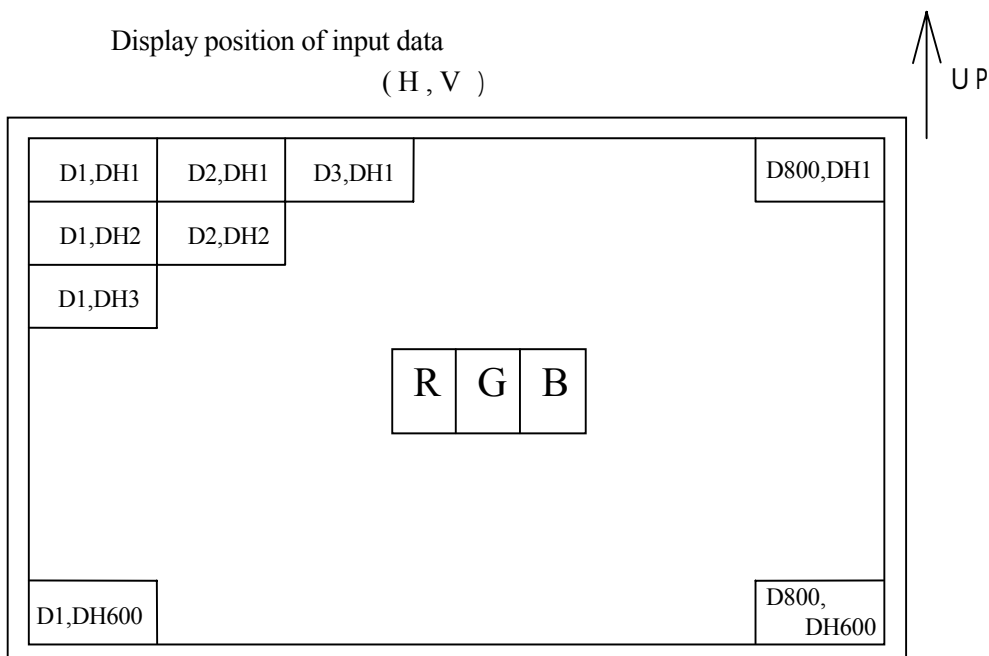 Display position of input data
( H , V )
UP
D1,DH1 D2,DH1 D3,DH1 D800,DH1
D1,DH2 D2,DH2
D1,DH3
R G B
D1,DH600 D800,
DH600